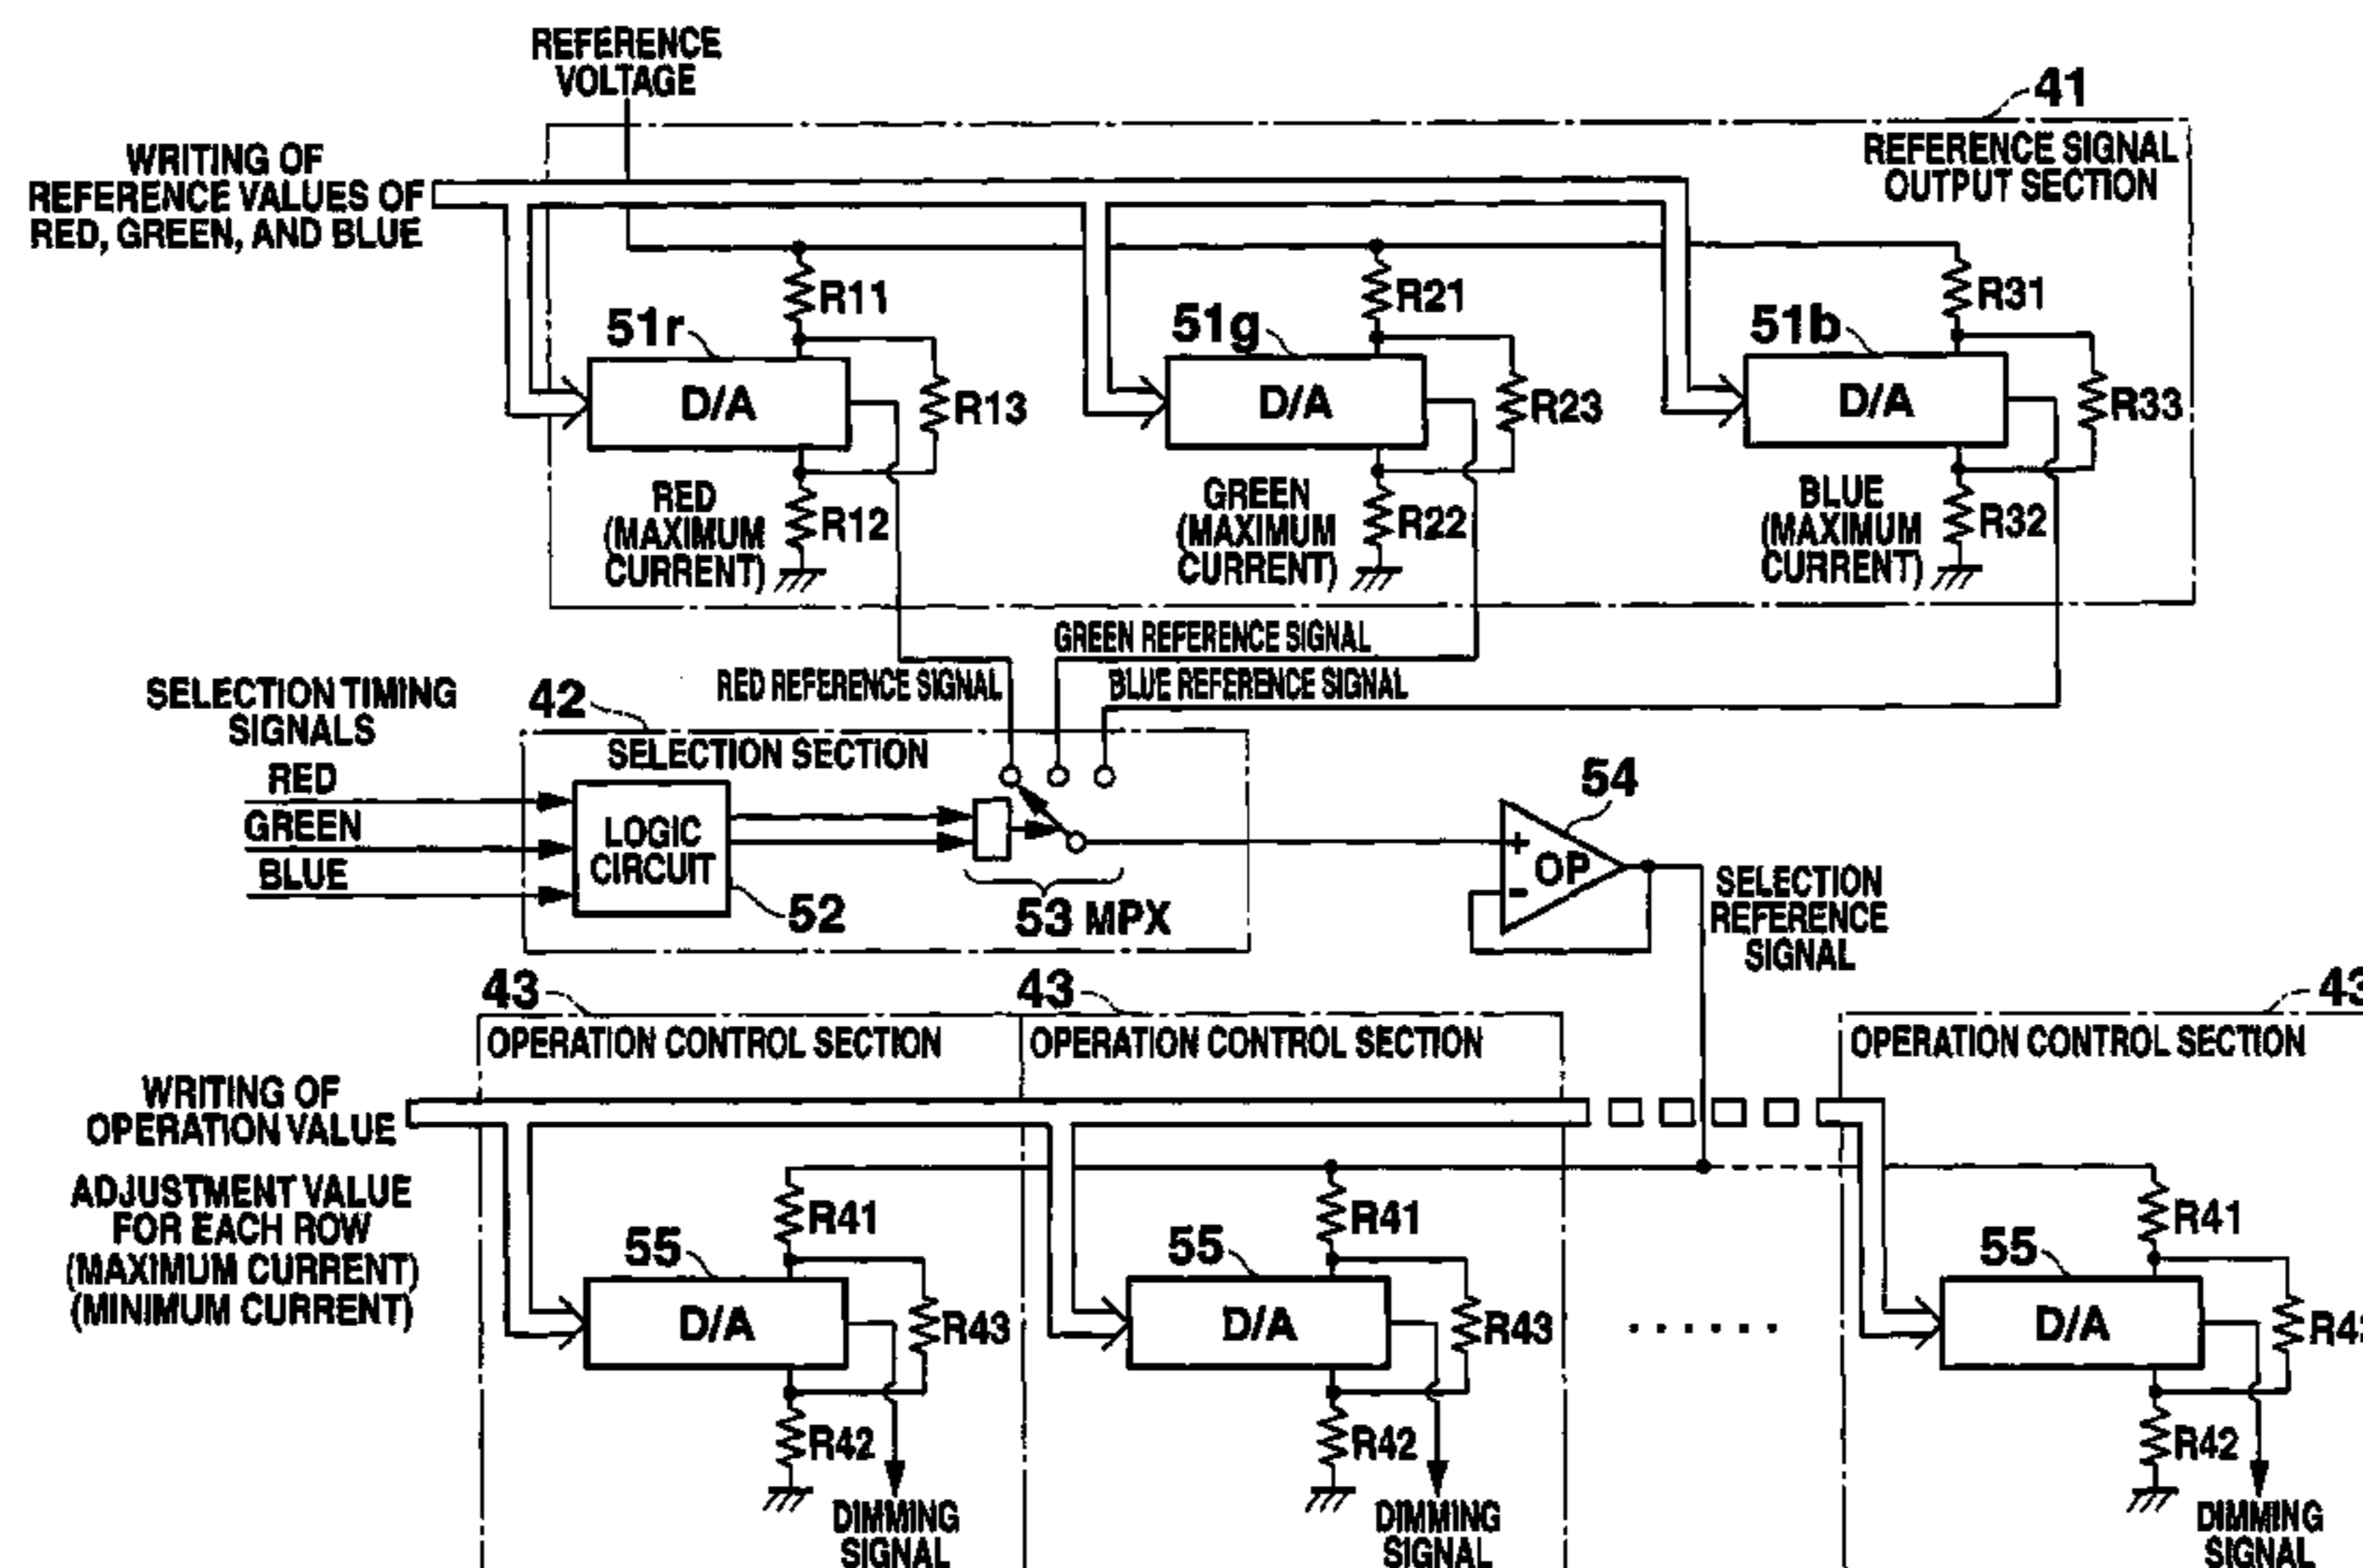 REFERENCE
VOLTAGE
41
REFERENCE SIGNAL
OUTPUT SECTION
WRITING OF
REFERENCE VALUES OF
RED, GREEN, AND BLUE
R11
R21
R31
51r
51g
51b
D/A
R13
D/A
R23
D/A
R33
RED
(MAXIMUM
CURRENT)
R12
GREEN
(MAXIMUM
CURRENT)
R22
BLUE
(MAXIMUM
CURRENT)
R32
GREEN REFERENCE SIGNAL
RED REFERENCE SIGNAL
BLUE REFERENCE SIGNAL
SELECTION TIMING
SIGNALS
42
SELECTION SECTION
RED
GREEN
BLUE
LOGIC
CIRCUIT
52
53 MPX
54
+
OP
-
SELECTION
REFERENCE
SIGNAL
43
43
43
OPERATION CONTROL SECTION
OPERATION CONTROL SECTION
OPERATION CONTROL SECTION
WRITING OF
OPERATION VALUE
ADJUSTMENT VALUE
FOR EACH ROW
(MAXIMUM CURRENT)
(MINIMUM CURRENT)
R41
R41
R41
55
55
55
D/A
R43
D/A
R43
......
D/A
R42
R42
R42
DIMMING
SIGNAL
DIMMING
SIGNAL
DIMMING
SIGNAL